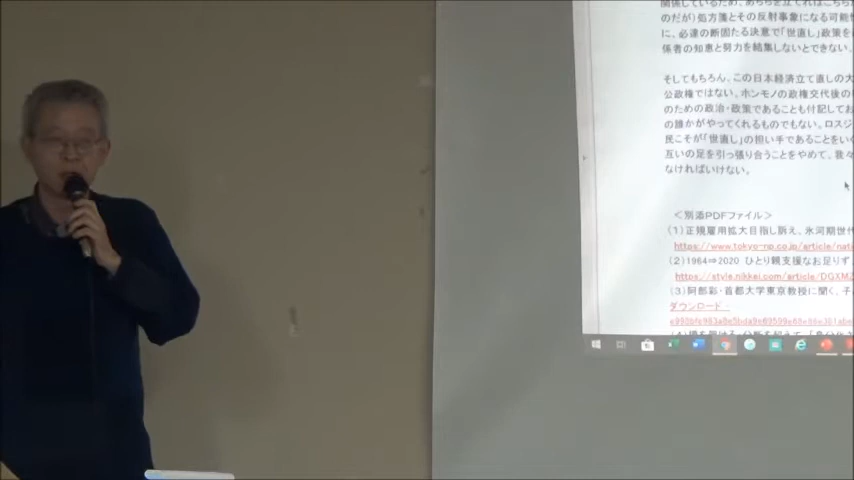 関係しているため、あちらを立てればこちら
のだが）処方箋とその反射事象になる可能
に、必達の断固たる決意で「世直し」政策を
係者の知恵と努力を結集しないとできない。
そしてもちろん、この日本経済立て直しの大
公政権ではない。ホンモノの政権交代後の
のための政治・政策であることも付記してお
の誰かがやってくれるものでもない。ロスジ
民こそが「世直し」の担い手であることをい
互いの足を引っ張り合うことをやめて、我々
なければいけない。
＜別添PDFファイル＞
(1)正規雇用拡大目指し訴え、氷河期世代
https://www.tokyo-np.co.jp/article/nati
(2)1964⇒2020 ひとり親支援なお足りず
https://style.nikkei.com/article/DGXMZ
(3)阿部彩・首都大学東京教授に聞く、子
ダウンロード -